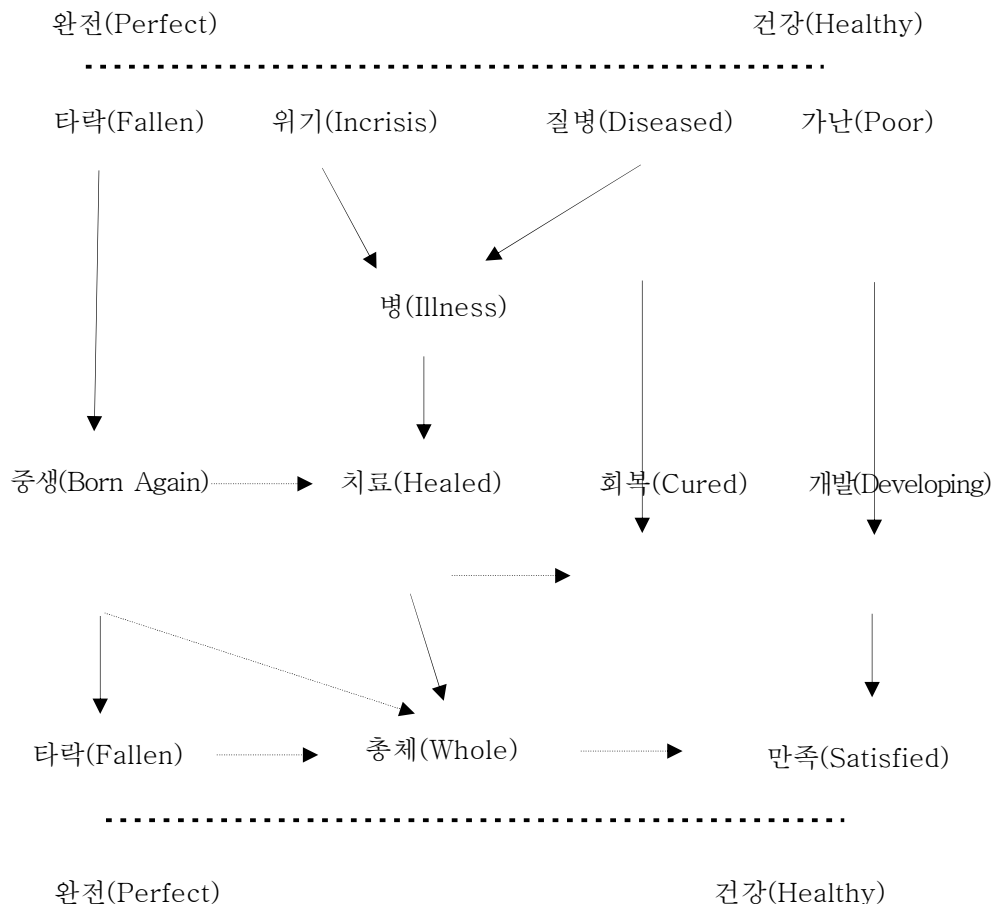 완전(Perfect) 건강(Healthy)
타락(Fallen) 위기(Incrisis) 질병(Diseased) 가난(Poor)
병(Illness)
중생(Born Again) 치료(Healed) 회복(Cured) 개발(Developing)
타락(Fallen) 총체(Whole) 만족(Satisfied)
완전(Perfect) 건강(Healthy)